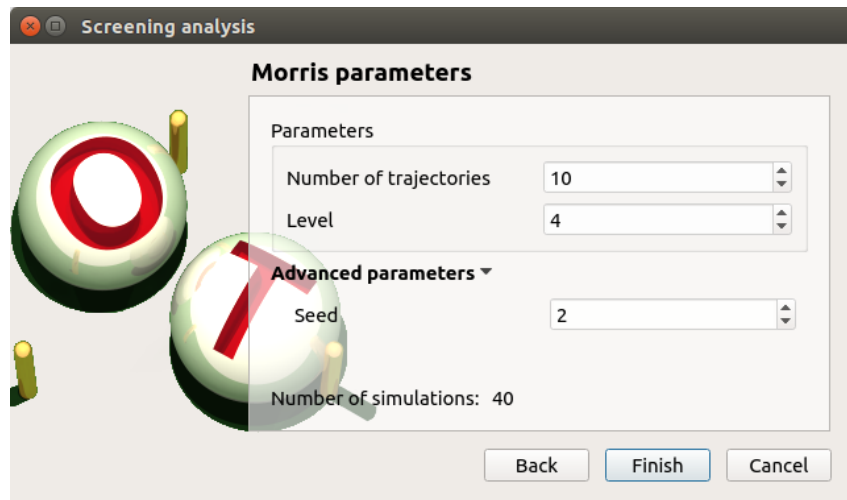 Screening analysis
Morris parameters
Parameters
Number of trajectories 10
Level 4
Advanced parameters
Seed 2
Number of simulations: 40
Back Finish Cancel
O
T